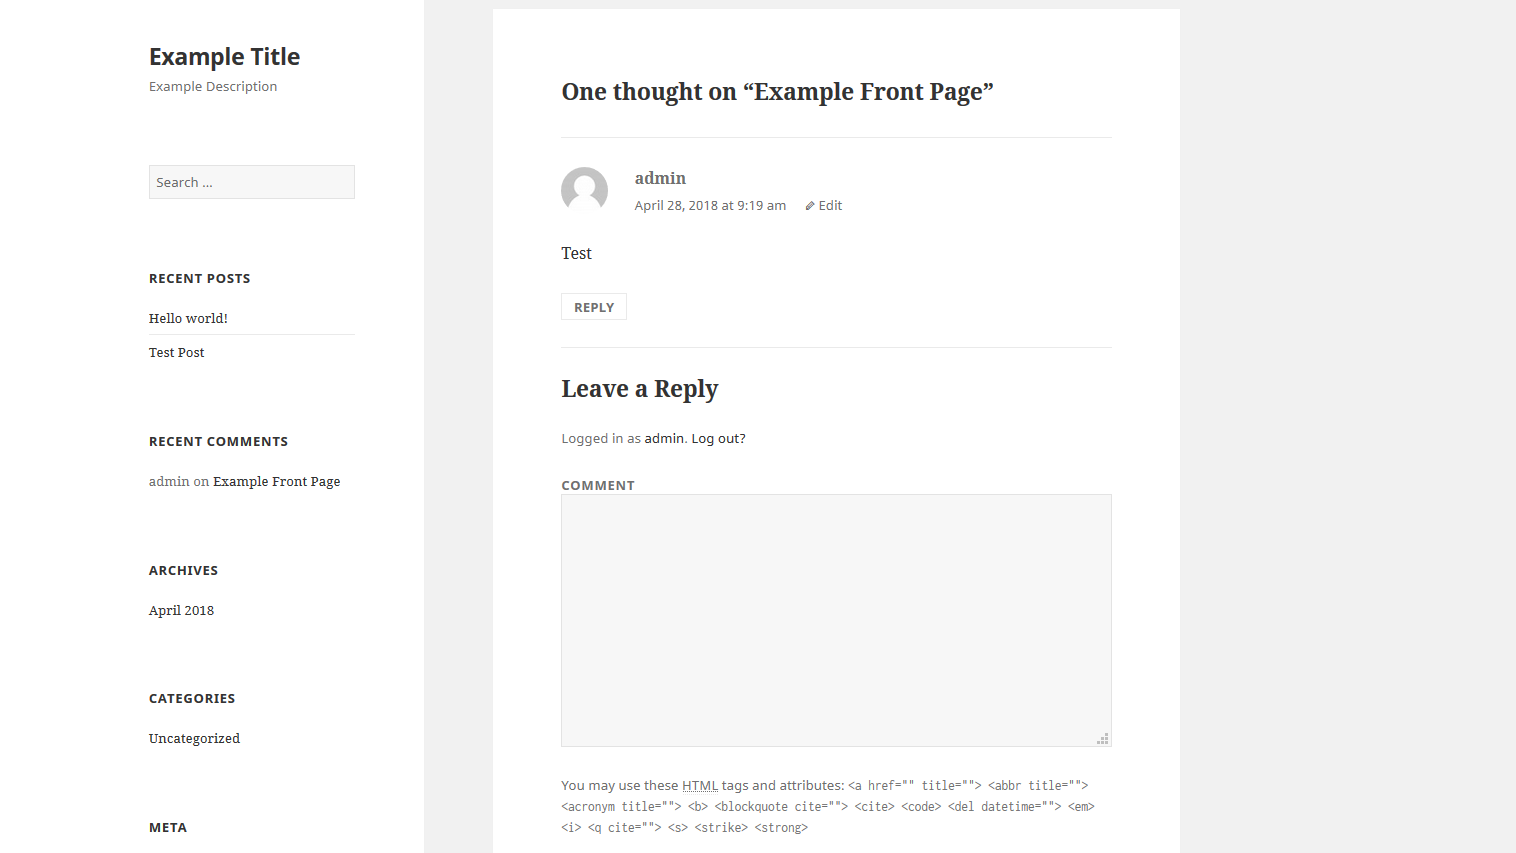 Example Title
Example Description
Search ...
RECENT POSTS
Hello world!
Test Post
RECENT COMMENTS
admin on Example Front Page
ARCHIVES
April 2018
CATEGORIES
Uncategorized
META
One thought on “Example Front Page”
admin
April 28, 2018 at 9:19 am Edit
Test
REPLY
Leave a Reply
Logged in as admin. Log out?
COMMENT
You may use these HTML tags and attributes: <a href="" title=""> <abbr title="">
<acronym title=""> <b> <blockquote cite=""> <cite> <code> <del datetime=""> <em>
<i> <q cite=""> <s> <strike> <strong>